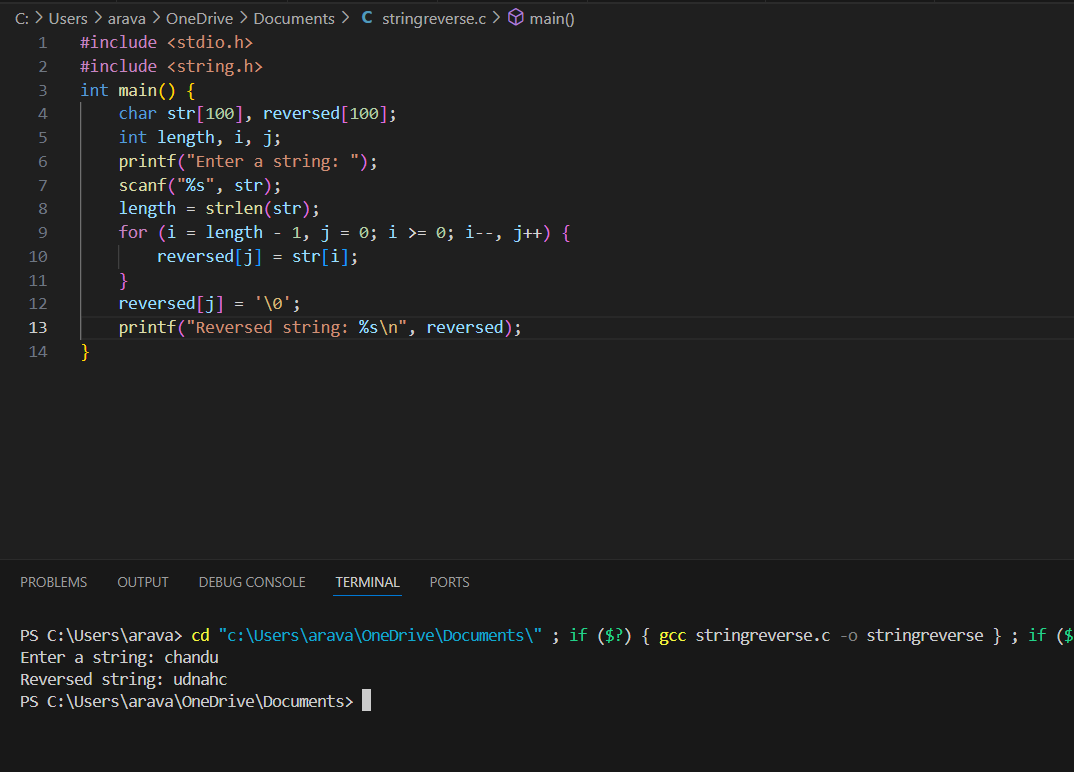 C: > Users > arava > OneDrive > Documents > C stringreverse.c > main()
1 #include <stdio.h>
2 #include <string.h>
3 int main() {
4     char str[100], reversed[100];
5     int length, i, j;
6     printf("Enter a string: ");
7     scanf("%s", str);
8     length = strlen(str);
9     for (i = length - 1, j = 0; i >= 0; i--, j++) {
10         reversed[j] = str[i];
11     }
12     reversed[j] = '\0';
13     printf("Reversed string: %s\n", reversed);
14 }
PROBLEMS OUTPUT DEBUG CONSOLE TERMINAL PORTS
PS C:\Users\arava> cd "c:\Users\arava\OneDrive\Documents\" ; if ($?) { gcc stringreverse.c -o stringreverse } ; if ($
Enter a string: chandu
Reversed string: udnahc
PS C:\Users\arava\OneDrive\Documents>